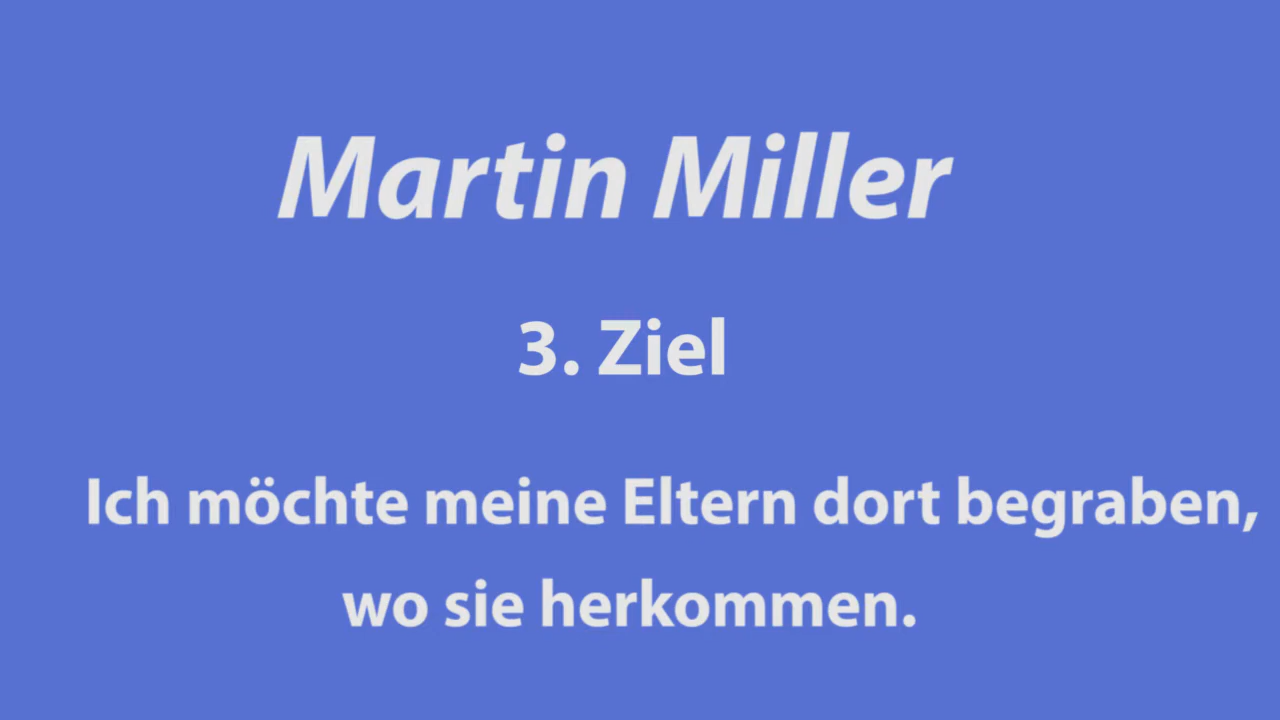 Martin Miller
3. Ziel
Ich möchte meine Eltern dort begraben,
wo sie herkommen.